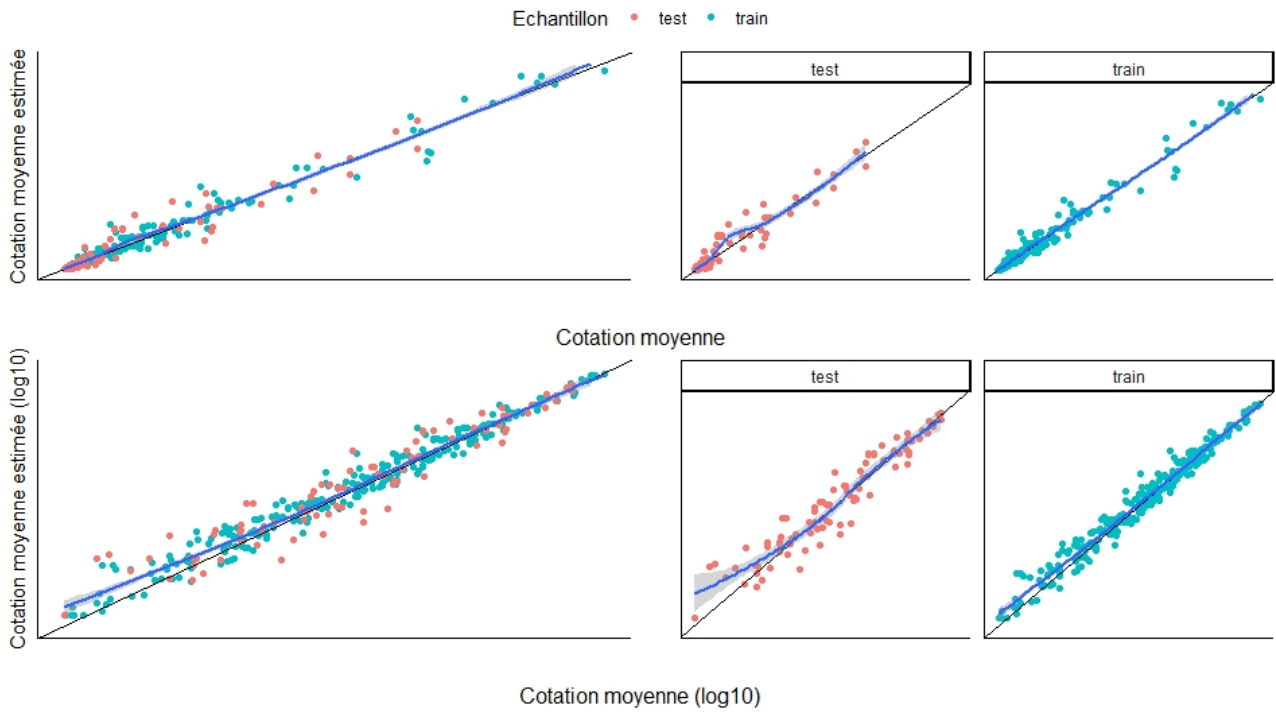 Echantillon test train
Cotation moyenne estimée
test
train
Cotation moyenne
Cotation moyenne estimée (log10)
test
train
Cotation moyenne (log10)